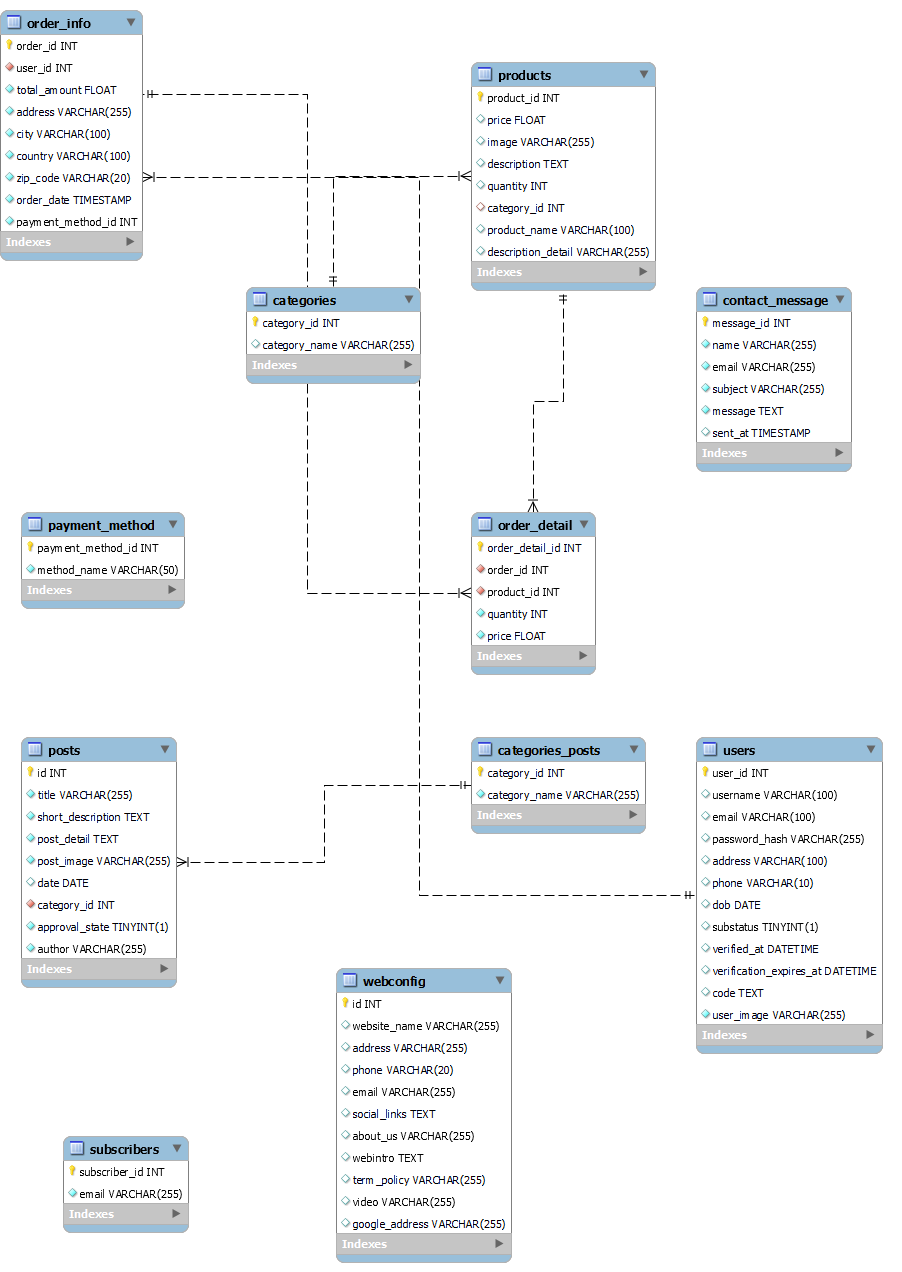 order_info
order_id INT
user_id INT
total_amount FLOAT
address VARCHAR(255)
city VARCHAR(100)
country VARCHAR(100)
zip_code VARCHAR(20)
order_date TIMESTAMP
payment_method_id INT
Indexes
products
product_id INT
price FLOAT
image VARCHAR(255)
description TEXT
quantity INT
category_id INT
product_name VARCHAR(100)
description_detail VARCHAR(255)
Indexes
categories
category_id INT
category_name VARCHAR(255)
Indexes
contact_message
message_id INT
name VARCHAR(255)
email VARCHAR(255)
subject VARCHAR(255)
message TEXT
sent_at TIMESTAMP
Indexes
payment_method
payment_method_id INT
method_name VARCHAR(50)
Indexes
order_detail
order_detail_id INT
order_id INT
product_id INT
quantity INT
price FLOAT
Indexes
posts
id INT
title VARCHAR(255)
short_description TEXT
post_detail TEXT
post_image VARCHAR(255)
date DATE
category_id INT
approval_state TINYINT(1)
author VARCHAR(255)
Indexes
categories_posts
category_id INT
category_name VARCHAR(255)
Indexes
users
user_id INT
username VARCHAR(100)
email VARCHAR(100)
password_hash VARCHAR(255)
address VARCHAR(100)
phone VARCHAR(10)
dob DATE
substatus TINYINT(1)
verified_at DATETIME
verification_expires_at DATETIME
code TEXT
user_image VARCHAR(255)
Indexes
webconfig
id INT
website_name VARCHAR(255)
address VARCHAR(255)
phone VARCHAR(20)
email VARCHAR(255)
social_links TEXT
about_us VARCHAR(255)
webintro TEXT
term_policy VARCHAR(255)
video VARCHAR(255)
google_address VARCHAR(255)
Indexes
subscribers
subscriber_id INT
email VARCHAR(255)
Indexes